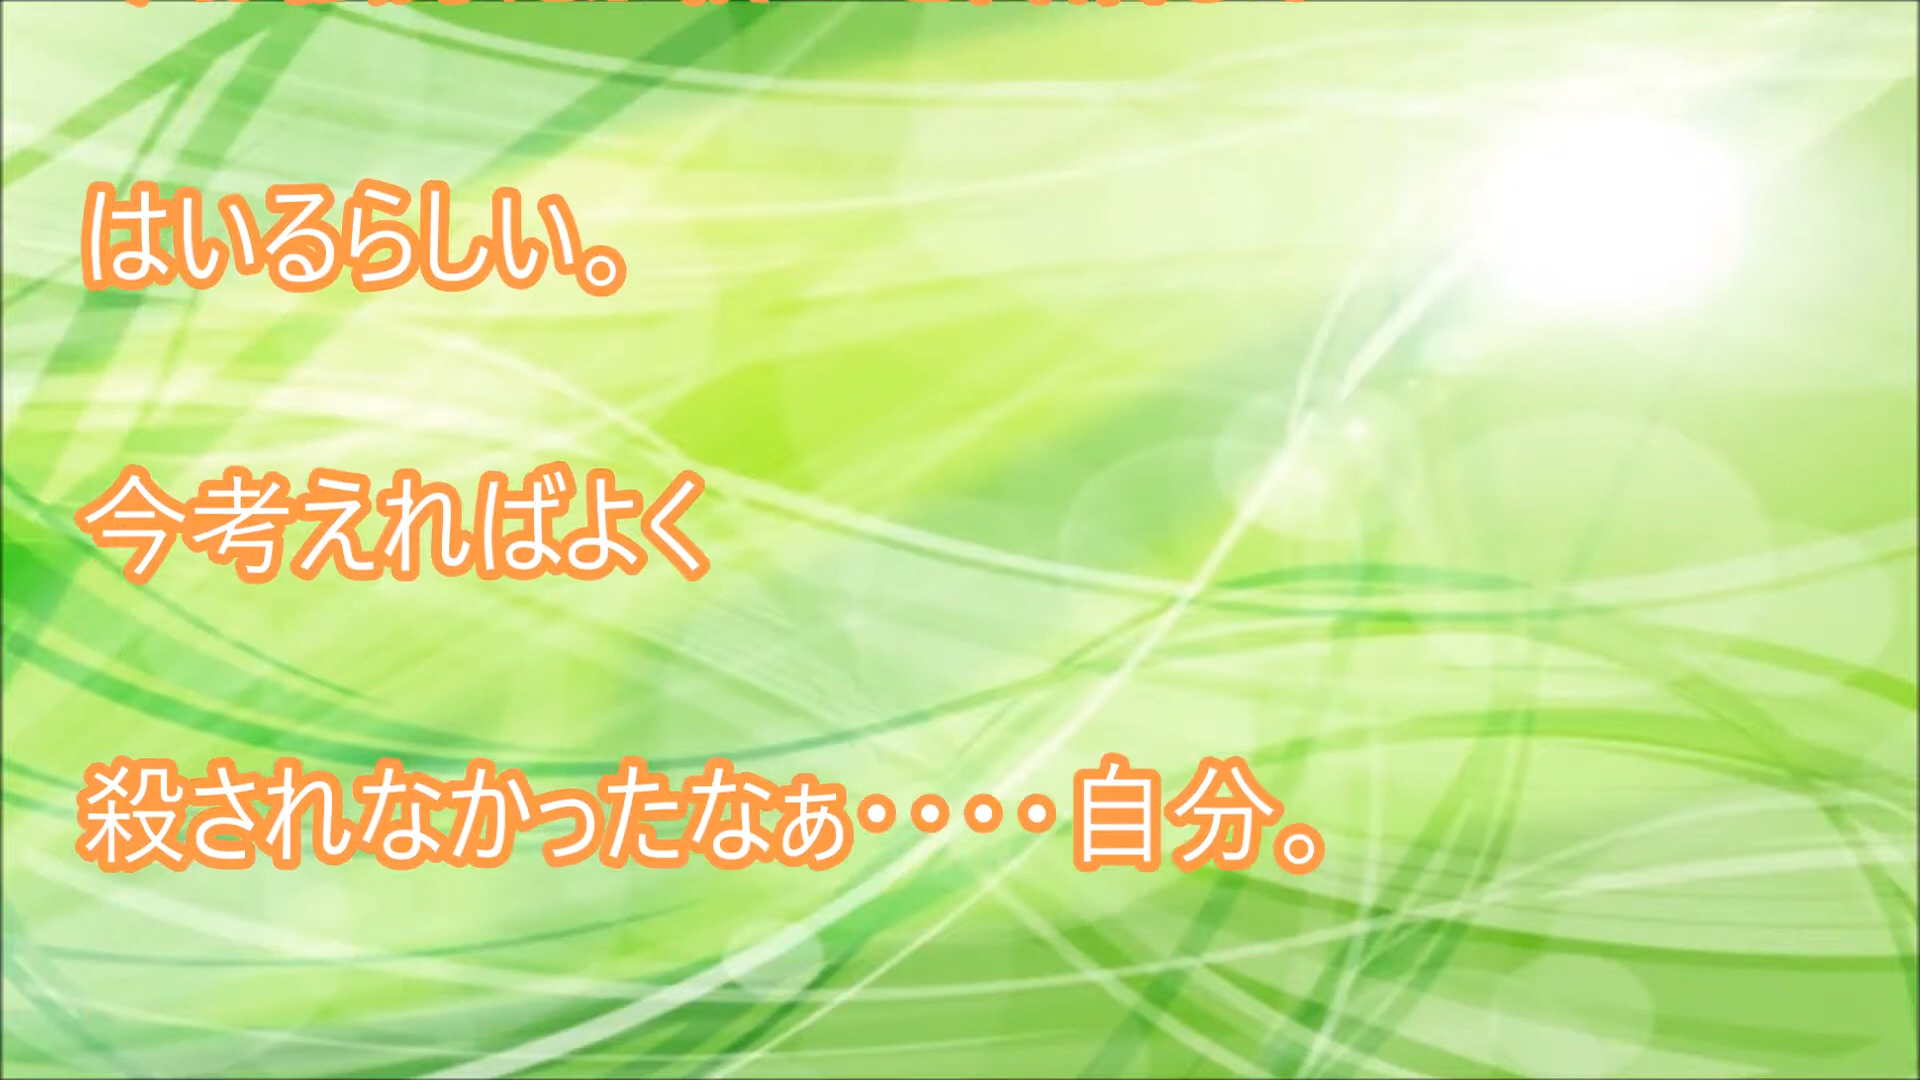 はいるらしい。
今考えればよく
殺されなかったなぁ・・・・自分。